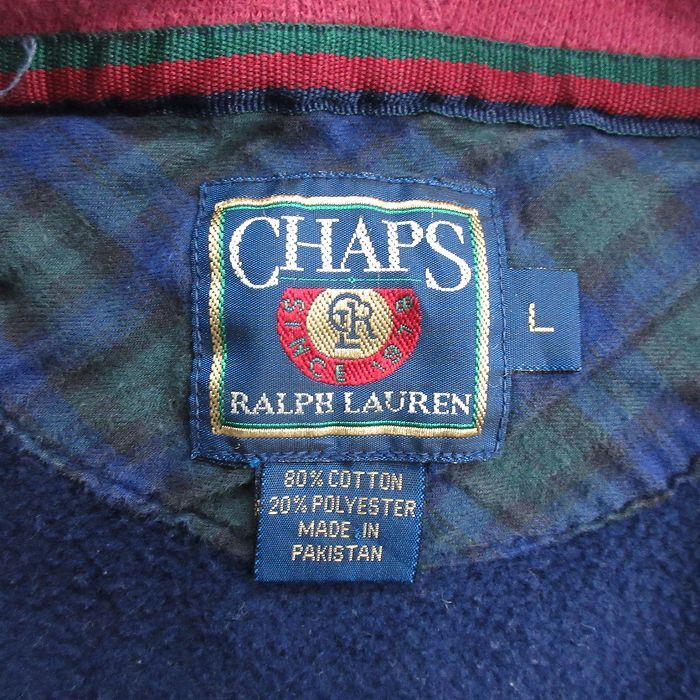 CHAPS
SINCE 1978
RALPH LAUREN
L
80% COTTON
20% POLYESTER
MADE IN
PAKISTAN